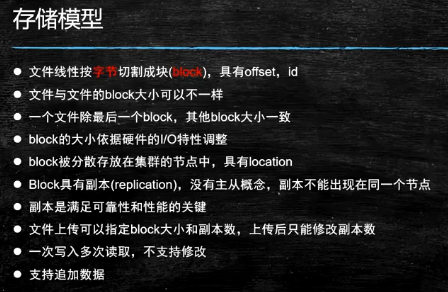 存储模型
文件线性按字节切割成块(block)，具有offset，id
文件与文件的block大小可以不一样
一个文件除最后一个block，其他block大小一致
block的大小依据硬件的I/O特性调整
block被分散存放在集群的节点中，具有location
Block具有副本(replication)，没有主从概念，副本不能出现在同一个节点
副本是满足可靠性和性能的关键
文件上传可以指定block大小和副本数，上传后只能修改副本数
一次写入多次读取，不支持修改
支持追加数据